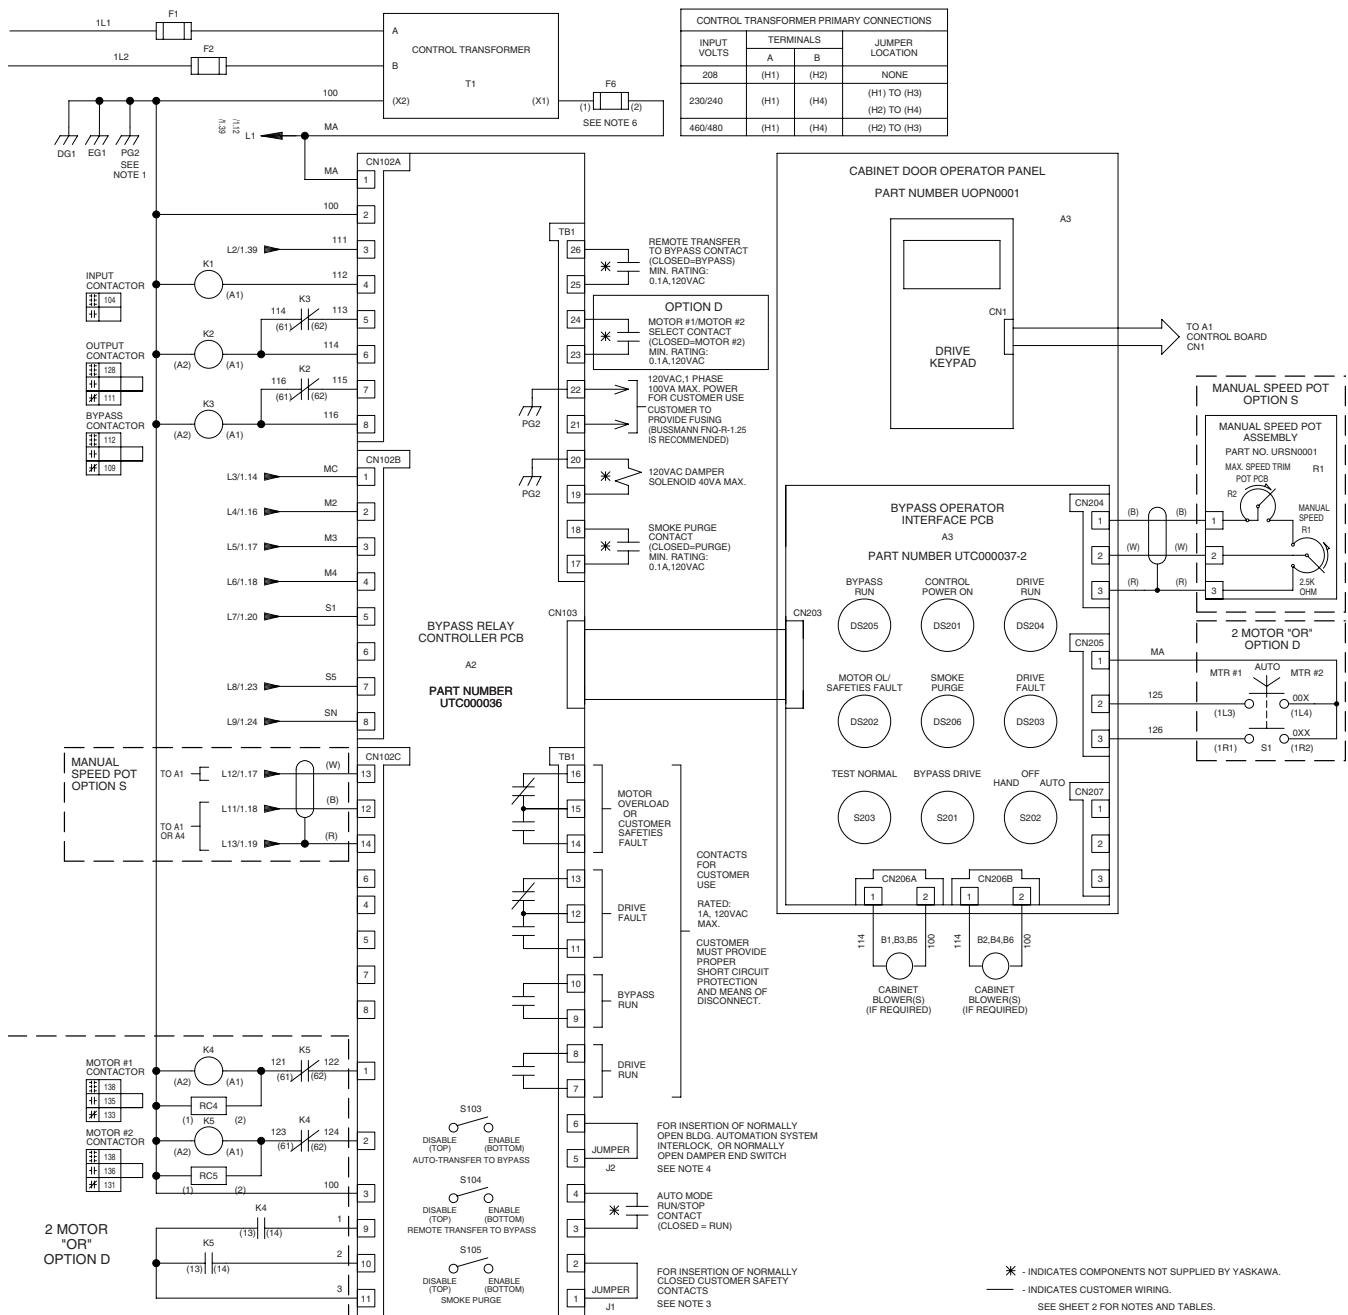 1L1
F1
1L2
F2
A
B
CONTROL TRANSFORMER
T1
100
(X2)
(X1)
F6
(1)
(2)
SEE NOTE 6
MA
L1
/1.12
/1.39
DG1
EG1
PG2
SEE
NOTE 1
CONTROL TRANSFORMER PRIMARY CONNECTIONS
INPUT
VOLTS
TERMINALS
JUMPER
LOCATION
A
B
208
(H1)
(H2)
NONE
230/240
(H1)
(H4)
(H1) TO (H3)
(H2) TO (H4)
460/480
(H1)
(H4)
(H2) TO (H3)
CN102A
MA
1
100
2
L2/1.39
111
3
INPUT
CONTACTOR
104
K1
(A1)
112
4
K3
114
113
(61)
(62)
5
OUTPUT
CONTACTOR
128
111
K2
(A2)
(A1)
114
6
K2
116
115
(61)
(62)
7
BYPASS
CONTACTOR
112
109
K3
(A2)
(A1)
116
8
CN102B
L3/1.14
MC
1
L4/1.16
M2
2
L5/1.17
M3
3
L6/1.18
M4
4
L7/1.20
S1
5
6
L8/1.23
S5
7
L9/1.24
SN
8
CN102C
MANUAL
SPEED POT
OPTION S
TO A1
L12/1.17
(W)
13
TO A1
OR A4
L11/1.18
(B)
12
L13/1.19
(R)
14
6
4
5
7
8
MOTOR #1
CONTACTOR
138
135
133
K4
(A2)
(A1)
121
K5
122
(61)
(62)
1
RC4
(1)
(2)
MOTOR #2
CONTACTOR
138
136
131
K5
(A2)
(A1)
123
K4
124
(61)
(62)
2
RC5
(1)
(2)
100
3
2 MOTOR
"OR"
OPTION D
K4
(13)
(14)
1
9
K5
(13)
(14)
2
10
3
11
BYPASS RELAY
CONTROLLER PCB
A2
PART NUMBER
UTC000036
S103
DISABLE
(TOP)
ENABLE
(BOTTOM)
AUTO-TRANSFER TO BYPASS
S104
DISABLE
(TOP)
ENABLE
(BOTTOM)
REMOTE TRANSFER TO BYPASS
S105
DISABLE
(TOP)
ENABLE
(BOTTOM)
SMOKE PURGE
TB1
26
25
REMOTE TRANSFER
TO BYPASS CONTACT
(CLOSED=BYPASS)
MIN. RATING:
0.1A,120VAC
24
23
OPTION D
MOTOR #1/MOTOR #2
SELECT CONTACT
(CLOSED=MOTOR #2)
MIN. RATING:
0.1A,120VAC
PG2
22
21
120VAC,1 PHASE
100VA MAX. POWER
FOR CUSTOMER USE
CUSTOMER TO
PROVIDE FUSING
(BUSSMANN FNQ-R-1.25
IS RECOMMENDED)
PG2
20
19
120VAC DAMPER
SOLENOID 40VA MAX.
18
17
SMOKE PURGE
CONTACT
(CLOSED=PURGE)
MIN. RATING:
0.1A,120VAC
CN103
TB1
16
15
14
MOTOR
OVERLOAD
OR
CUSTOMER
SAFETIES
FAULT
13
12
11
DRIVE
FAULT
10
9
BYPASS
RUN
8
7
DRIVE
RUN
CONTACTS
FOR
CUSTOMER
USE
RATED:
1A, 120VAC
MAX.
CUSTOMER
MUST PROVIDE
PROPER
SHORT CIRCUIT
PROTECTION
AND MEANS OF
DISCONNECT.
6
5
JUMPER
J2
FOR INSERTION OF NORMALLY
OPEN BLDG. AUTOMATION SYSTEM
INTERLOCK, OR NORMALLY
OPEN DAMPER END SWITCH
SEE NOTE 4
4
3
AUTO MODE
RUN/STOP
CONTACT
(CLOSED = RUN)
2
1
JUMPER
J1
FOR INSERTION OF NORMALLY
CLOSED CUSTOMER SAFETY
CONTACTS
SEE NOTE 3
CABINET DOOR OPERATOR PANEL
PART NUMBER UOPN0001
A3
CN1
DRIVE
KEYPAD
TO A1
CONTROL BOARD
CN1
BYPASS OPERATOR
INTERFACE PCB
A3
PART NUMBER UTC000037-2
CN203
BYPASS
RUN
DS205
CONTROL
POWER ON
DS201
DRIVE
RUN
DS204
MOTOR OL/
SAFETIES FAULT
DS202
SMOKE
PURGE
DS206
DRIVE
FAULT
DS203
TEST NORMAL
S203
BYPASS DRIVE
S201
OFF
HAND
AUTO
S202
CN204
1
2
3
(B)
(B)
(W)
(W)
(R)
(R)
CN205
1
2
3
MA
125
126
CN207
1
2
3
CN206A
1
2
CN206B
1
2
114
B1,B3,B5
100
CABINET
BLOWER(S)
(IF REQUIRED)
114
B2,B4,B6
100
CABINET
BLOWER(S)
(IF REQUIRED)
MANUAL SPEED POT
OPTION S
MANUAL SPEED POT
ASSEMBLY
PART NO. URSN0001
MAX. SPEED TRIM
POT PCB
R1
R2
MANUAL
SPEED
R1
1
2
3
2.5K
OHM
2 MOTOR "OR"
OPTION D
MTR #1
AUTO
MTR #2
00X
(1L3)
(1L4)
0XX
(1R1)
S1
(1R2)
- INDICATES COMPONENTS NOT SUPPLIED BY YASKAWA.
- INDICATES CUSTOMER WIRING.
SEE SHEET 2 FOR NOTES AND TABLES.